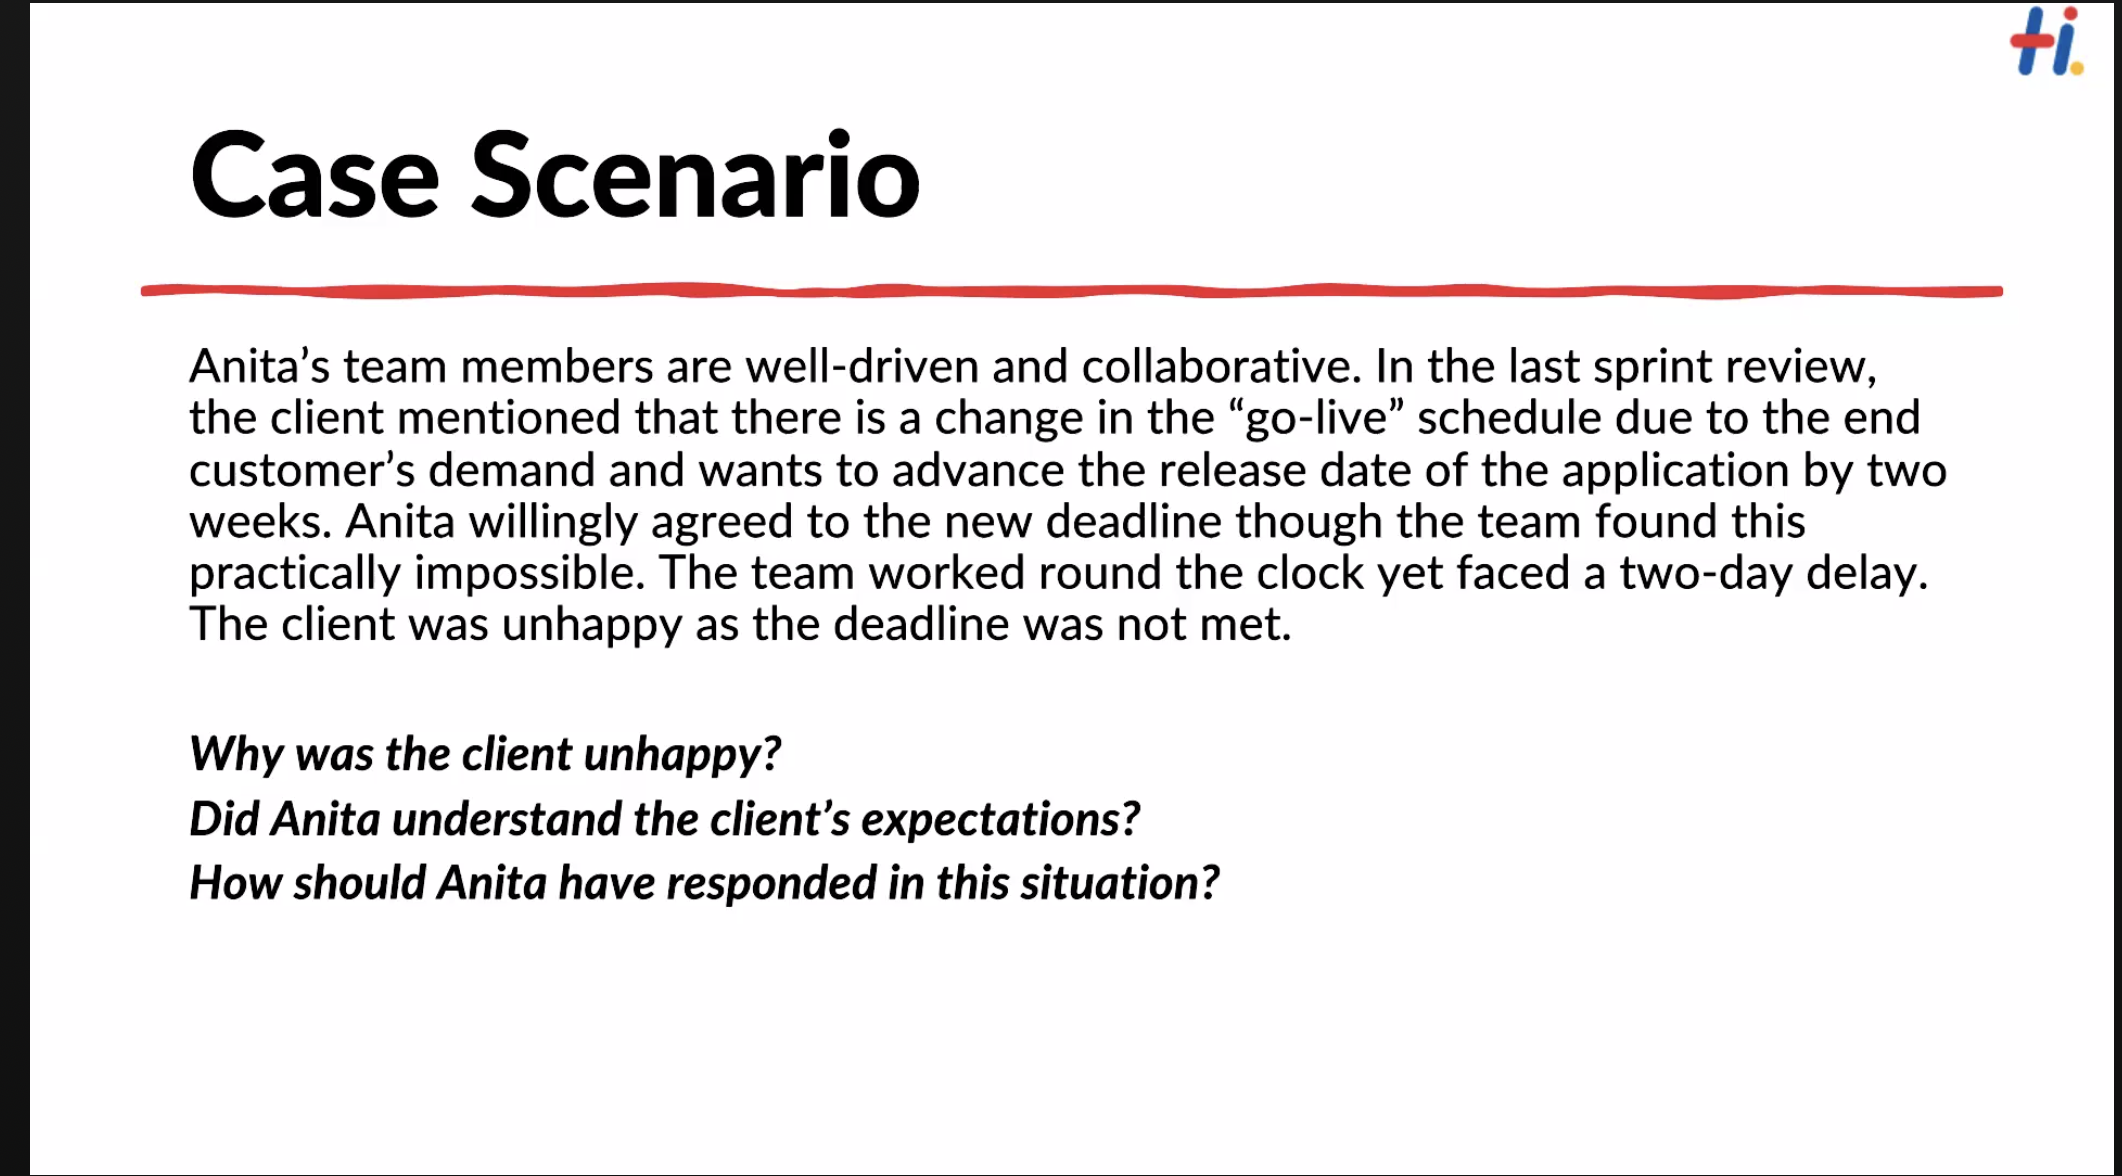 Hi.
Case Scenario
Anita’s team members are well-driven and collaborative. In the last sprint review,
the client mentioned that there is a change in the “go-live” schedule due to the end
customer’s demand and wants to advance the release date of the application by two
weeks. Anita willingly agreed to the new deadline though the team found this
practically impossible. The team worked round the clock yet faced a two-day delay.
The client was unhappy as the deadline was not met.
Why was the client unhappy?
Did Anita understand the client’s expectations?
How should Anita have responded in this situation?